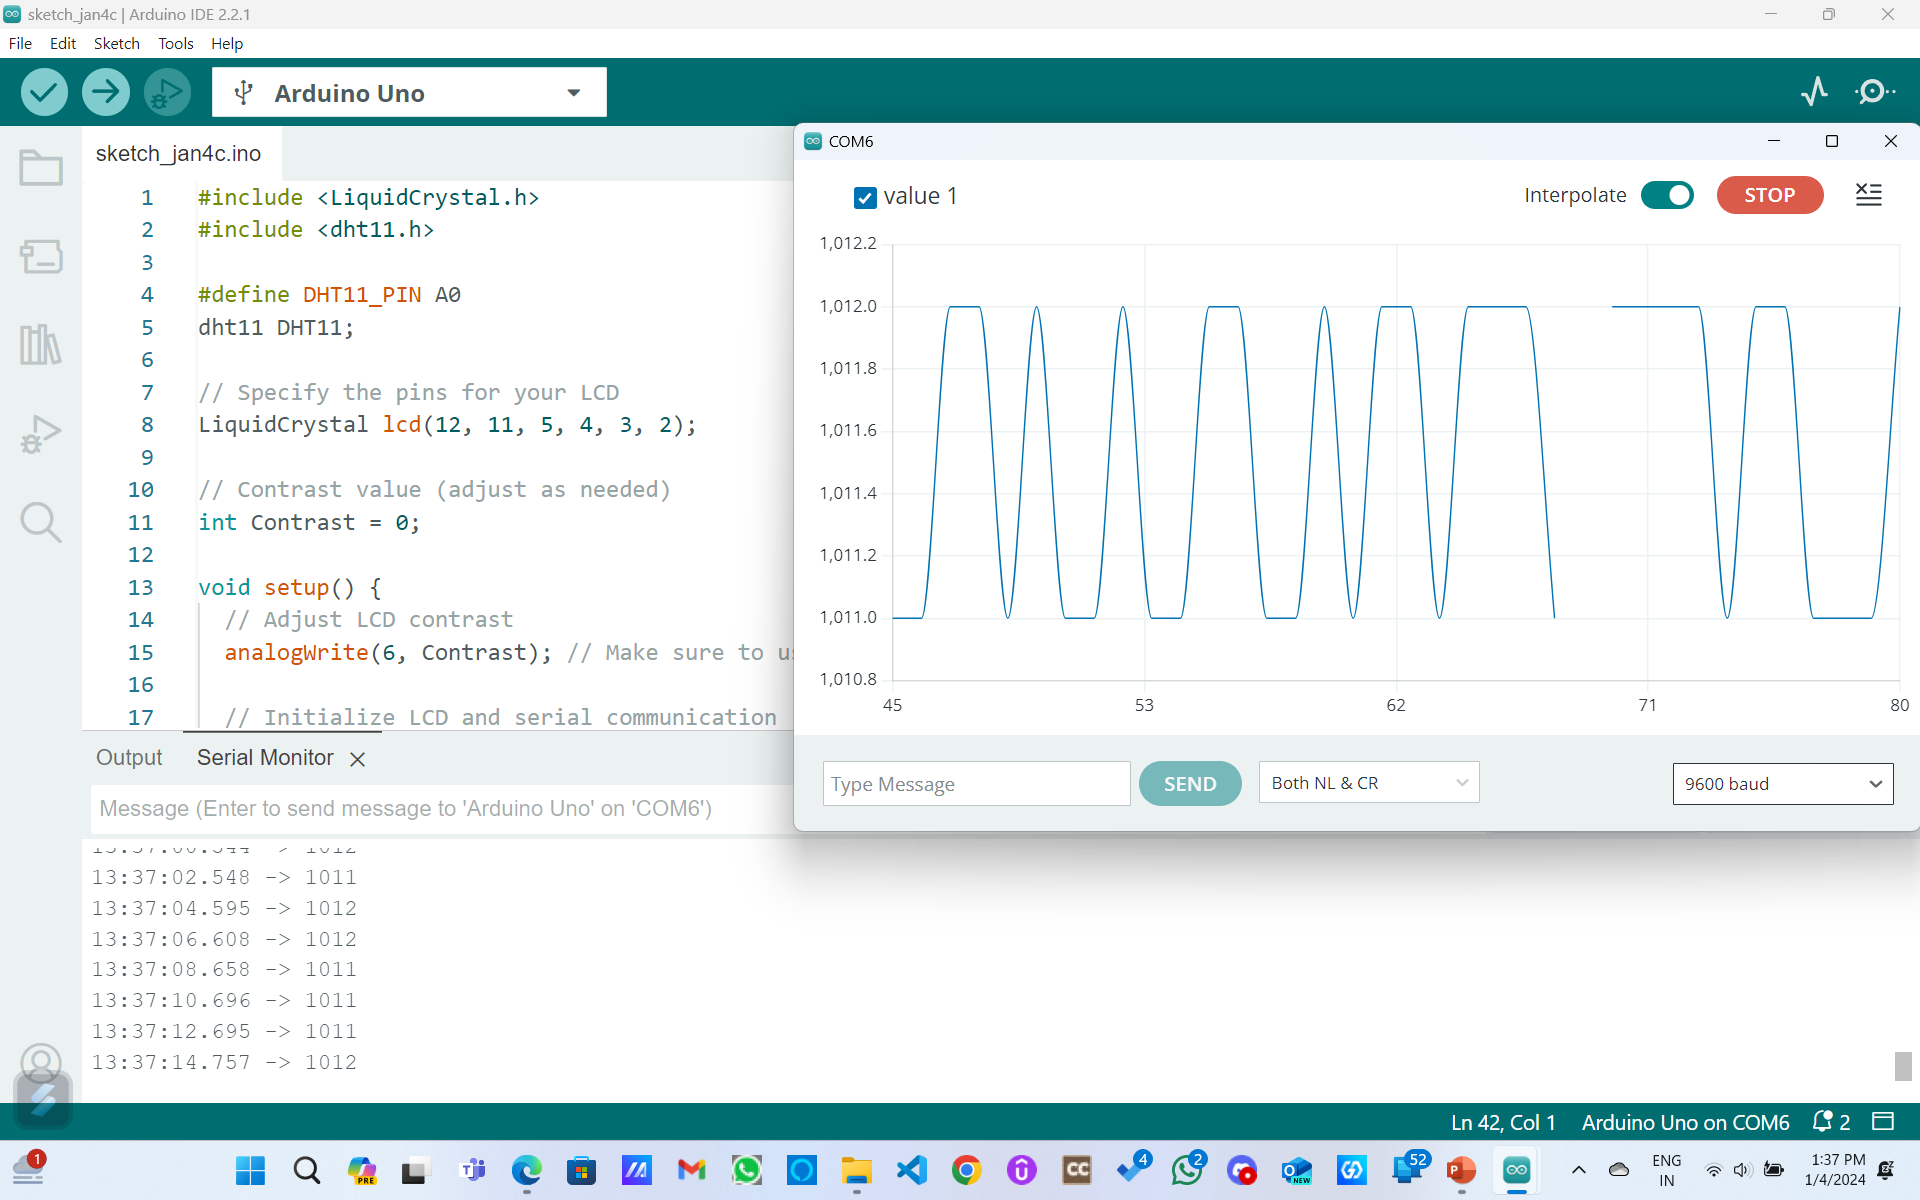 sketch_jan4c | Arduino IDE 2.2.1
File Edit Sketch Tools Help
Arduino Uno
sketch_jan4c.ino
1 #include <LiquidCrystal.h>
2 #include <dht11.h>
3
4 #define DHT11_PIN A0
5 dht11 DHT11;
6
7 // Specify the pins for your LCD
8 LiquidCrystal lcd(12, 11, 5, 4, 3, 2);
9
10 // Contrast value (adjust as needed)
11 int Contrast = 0;
12
13 void setup() {
14 // Adjust LCD contrast
15 analogWrite(6, Contrast); // Make sure to
16
17 // Initialize LCD and serial communication
COM6
value 1
Interpolate STOP
1,012.2
1,012.0
1,011.8
1,011.6
1,011.4
1,011.2
1,011.0
1,010.8
45 53 62 71 80
Type Message SEND Both NL & CR 9600 baud
Output Serial Monitor
Message (Enter to send message to 'Arduino Uno' on 'COM6')
13:37:02.548 -> 1011
13:37:04.595 -> 1012
13:37:06.608 -> 1012
13:37:08.658 -> 1011
13:37:10.696 -> 1011
13:37:12.695 -> 1011
13:37:14.757 -> 1012
Ln 42, Col 1 Arduino Uno on COM6 2
1 PRE CC 4 2 NEW 52 P
ENG
IN
1:37 PM
1/4/2024